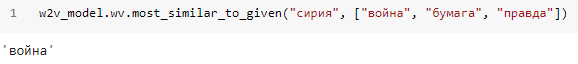 1 w2v_model.wv.most_similar_to_given("сирия", ["война", "бумага", "правда"])
'война'